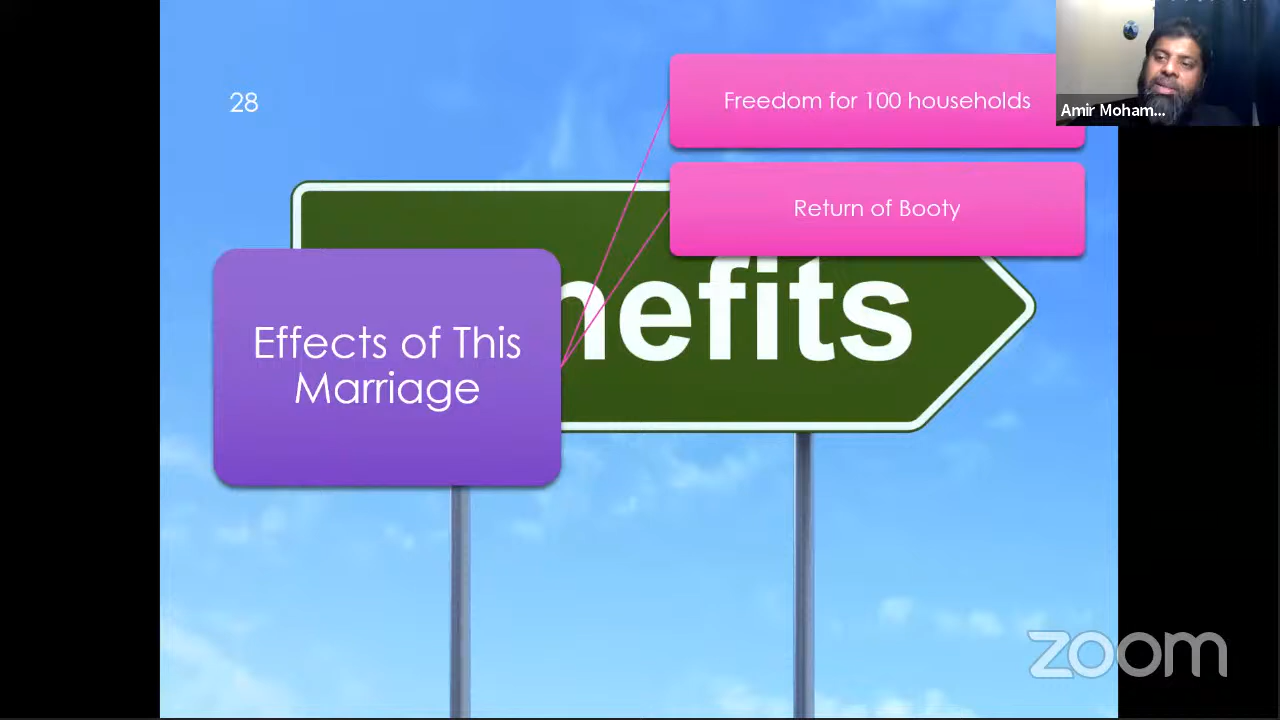 28
Freedom for 100 households
Return of Booty
nefits
Effects of This
Marriage
Amir Moham...
zoom